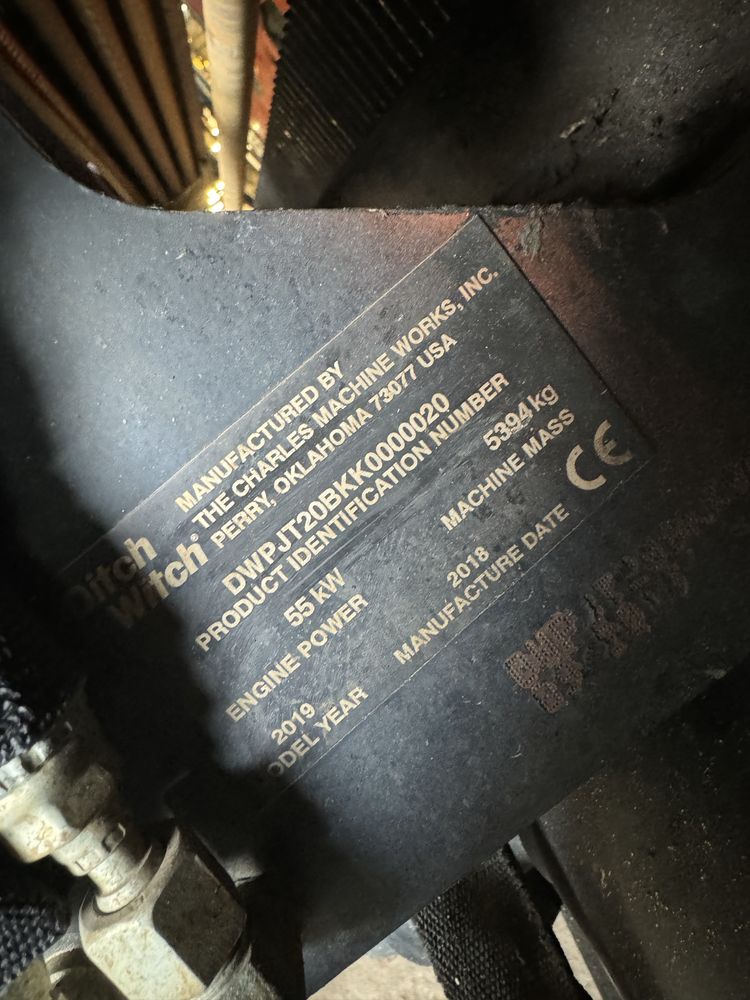 Ditch
Witch®
MANUFACTURED BY
THE CHARLES MACHINE WORKS, INC.
PERRY, OKLAHOMA 73077 USA
DWPJT20BKK0000020
PRODUCT IDENTIFICATION NUMBER
55 kW
5394 kg
ENGINE POWER
MACHINE MASS
2019
2018
MODEL YEAR
MANUFACTURE DATE
CE